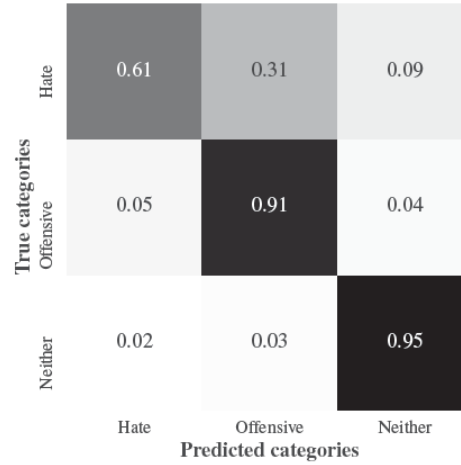 True categories
Hate
0.61 0.31 0.09
Offensive
0.05 0.91 0.04
Neither
0.02 0.03 0.95
Hate Offensive Neither
Predicted categories